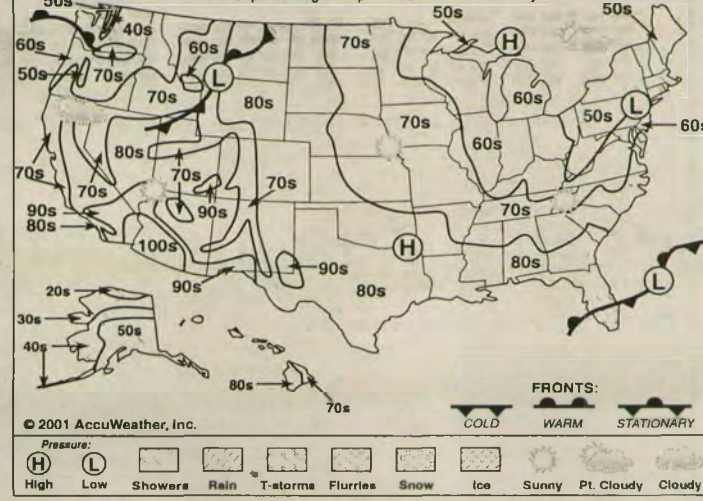 50s
40s
50s
50s
60s
60s
70s
50s
70s
70s
80s
60s
70s
50s
60s
80s
60s
70s
70s
70s
70s
90s
90s
70s
80s
100s
90s
80s
90s
80s
20s
30s
50s
40s
80s
70s
H
L
L
H
L
FRONTS:
COLD WARM STATIONARY
© 2001 AccuWeather, Inc.
Pressure:
H L
High Low Showers Rain T-storms Flurries Snow Ice Sunny Pt. Cloudy Cloudy